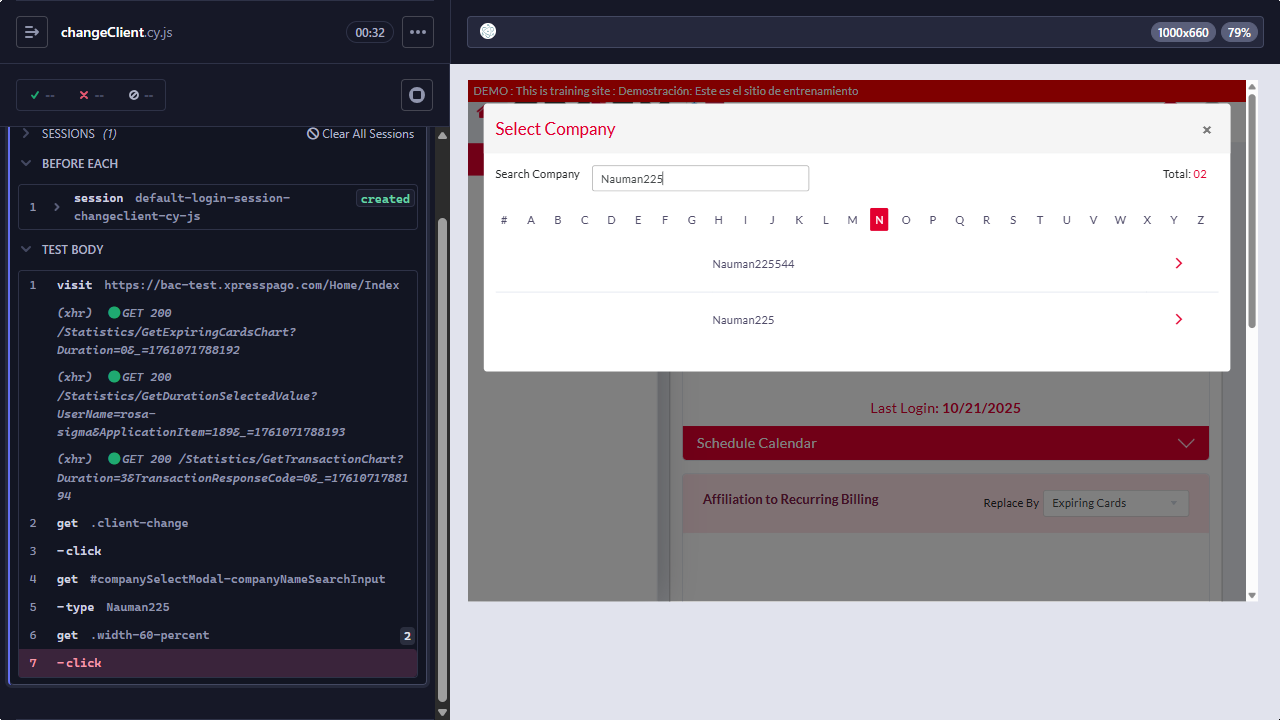 changeClient.cy.js
00:32
1000x660
79%
--
--
--
SESSIONS (1)
Clear All Sessions
BEFORE EACH
1 session default-login-session-
changeclient-cy-js
created
TEST BODY
1 visit https://bac-test.xpresspago.com/Home/Index
(xhr) GET 200
/Statistics/GetExpiringCardsChart?
Duration=0&_=1761071788192
(xhr) GET 200
/Statistics/GetDurationSelectedValue?
UserName=rosa-
sigma&ApplicationItem=189&_=1761071788193
(xhr) GET 200 /Statistics/GetTransactionChart?
Duration=3&TransactionResponseCode=0&_=17610717881
94
2 get .client-change
3 -click
4 get #companySelectModal-companyNameSearchInput
5 -type Nauman225
6 get .width-60-percent 2
7 -click
DEMO : This is training site : Demostración: Este es el sitio de entrenamiento
Select Company
×
Search Company Nauman225
Total: 02
# A B C D E F G H I J K L M N O P Q R S T U V W X Y Z
Nauman225544
Nauman225
Last Login: 10/21/2025
Schedule Calendar
Affiliation to Recurring Billing
Replace By Expiring Cards